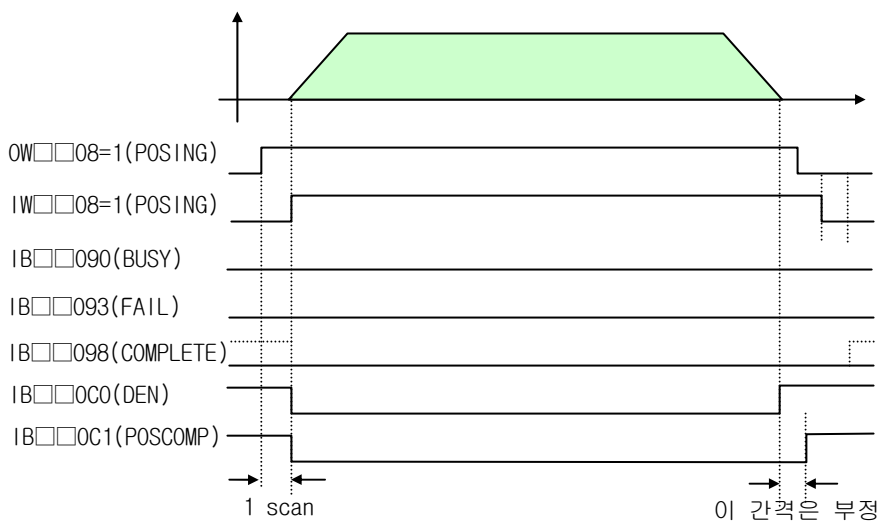 OW□□08=1(POSING)
IW□□08=1(POSING)
IB□□090(BUSY)
IB□□093(FAIL)
IB□□098(COMPLETE)
IB□□0C0(DEN)
IB□□0C1(POSCOMP)
1 scan
이 간격은 부정